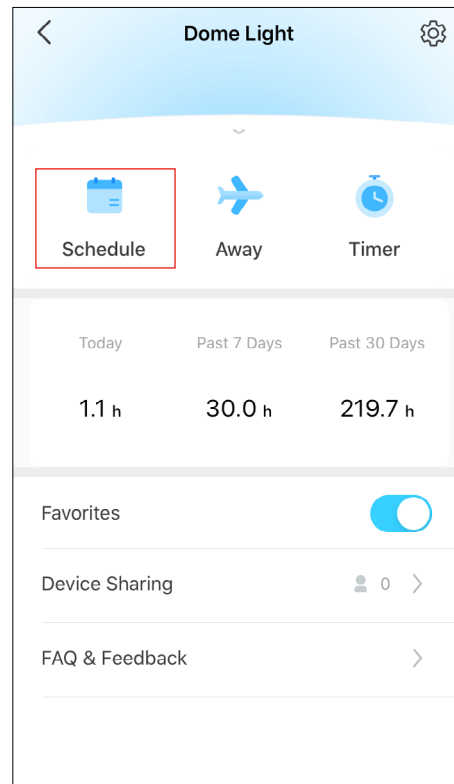 Dome Light
Schedule Away Timer
Today Past 7 Days Past 30 Days
1.1 h 30.0 h 219.7 h
Favorites
Device Sharing 0
FAQ & Feedback